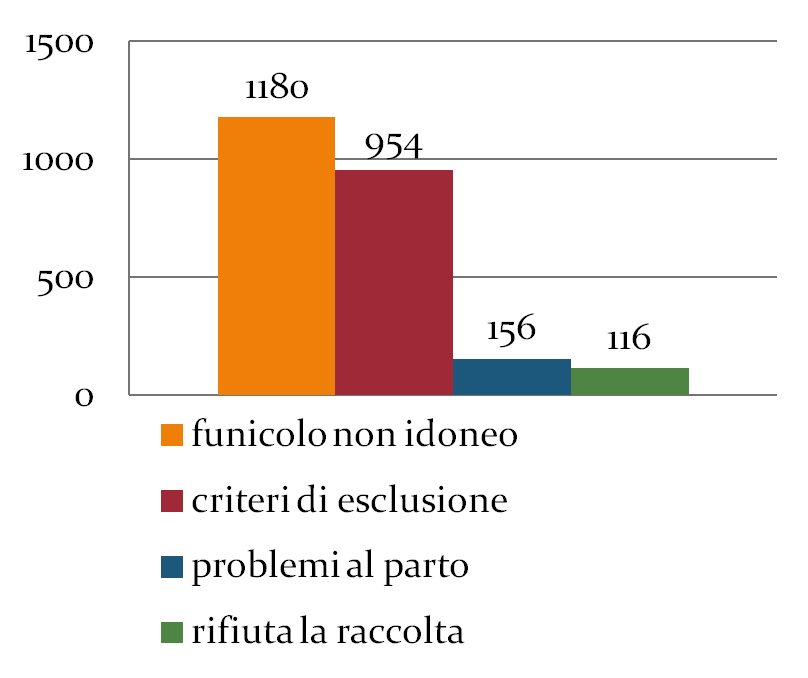 1500
1180
1000
954
500
156
116
0
funicolo non idoneo
criteri di esclusione
problemi al parto
rifiuta la raccolta